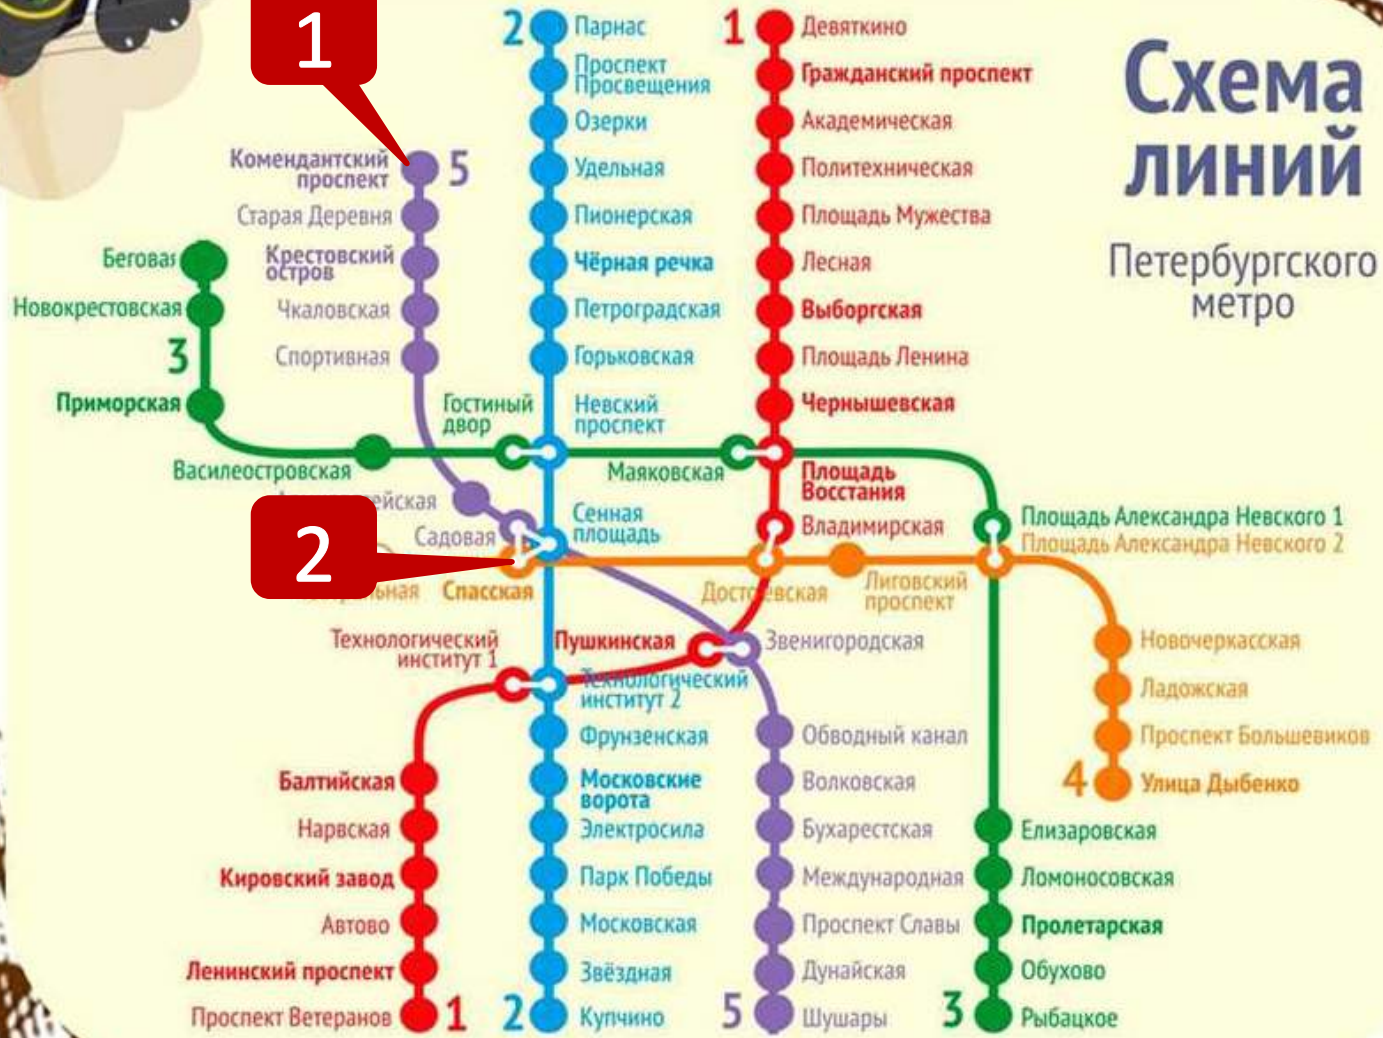 1
2
Парнас
1
Девяткино
Схема
линий
Петербургского
метро
Проспект
Просвещения
Гражданский проспект
Озерки
Академическая
Комендантский
проспект
5
Удельная
Политехническая
Старая Деревня
Пионерская
Площадь Мужества
Беговая
Крестовский
остров
Чёрная речка
Лесная
Новокрестовская
Чкаловская
Петроградская
Выборгская
3
Спортивная
Горьковская
Площадь Ленина
Приморская
Гостиный
двор
Невский
проспект
Чернышевская
Василеостровская
Маяковская
Площадь
Восстания
Садовая
Сенная
площадь
Владимирская
Площадь Александра Невского 1
Площадь Александра Невского 2
2
Спасская
Достоевская
Лиговский
проспект
Технологический
институт 1
Пушкинская
Звенигородская
Новочеркасская
Технологический
институт 2
Ладожская
Фрунзенская
Обводный канал
Проспект Большевиков
Балтийская
Московские
ворота
Волковская
4
Улица Дыбенко
Нарвская
Электросила
Бухарестская
Елизаровская
Кировский завод
Парк Победы
Международная
Ломоносовская
Автово
Московская
Проспект Славы
Пролетарская
Ленинский проспект
Звёздная
Дунайская
Обухово
Проспект Ветеранов
1
2
Купчино
5
Шушары
3
Рыбацкое